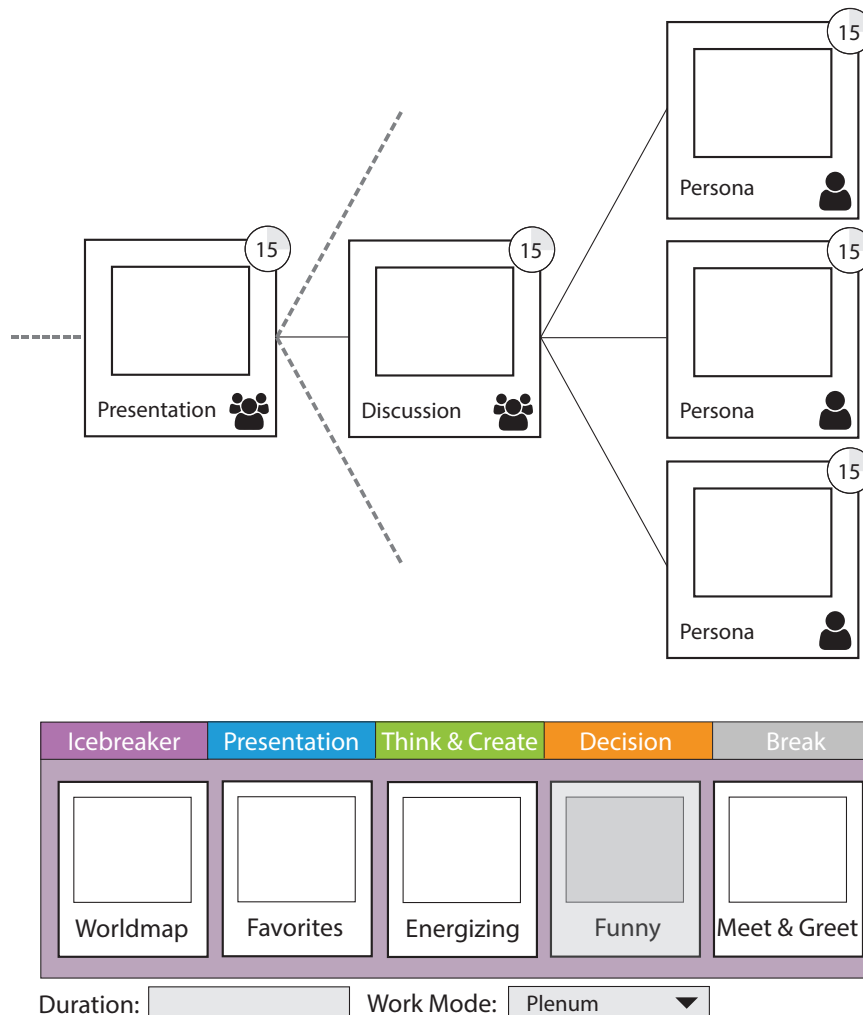 15
Persona
15
Presentation
15
Discussion
15
Persona
15
Persona
Icebreaker Presentation Think & Create Decision Break
Worldmap Favorites Energizing Funny Meet & Greet
Duration: Work Mode: Plenum